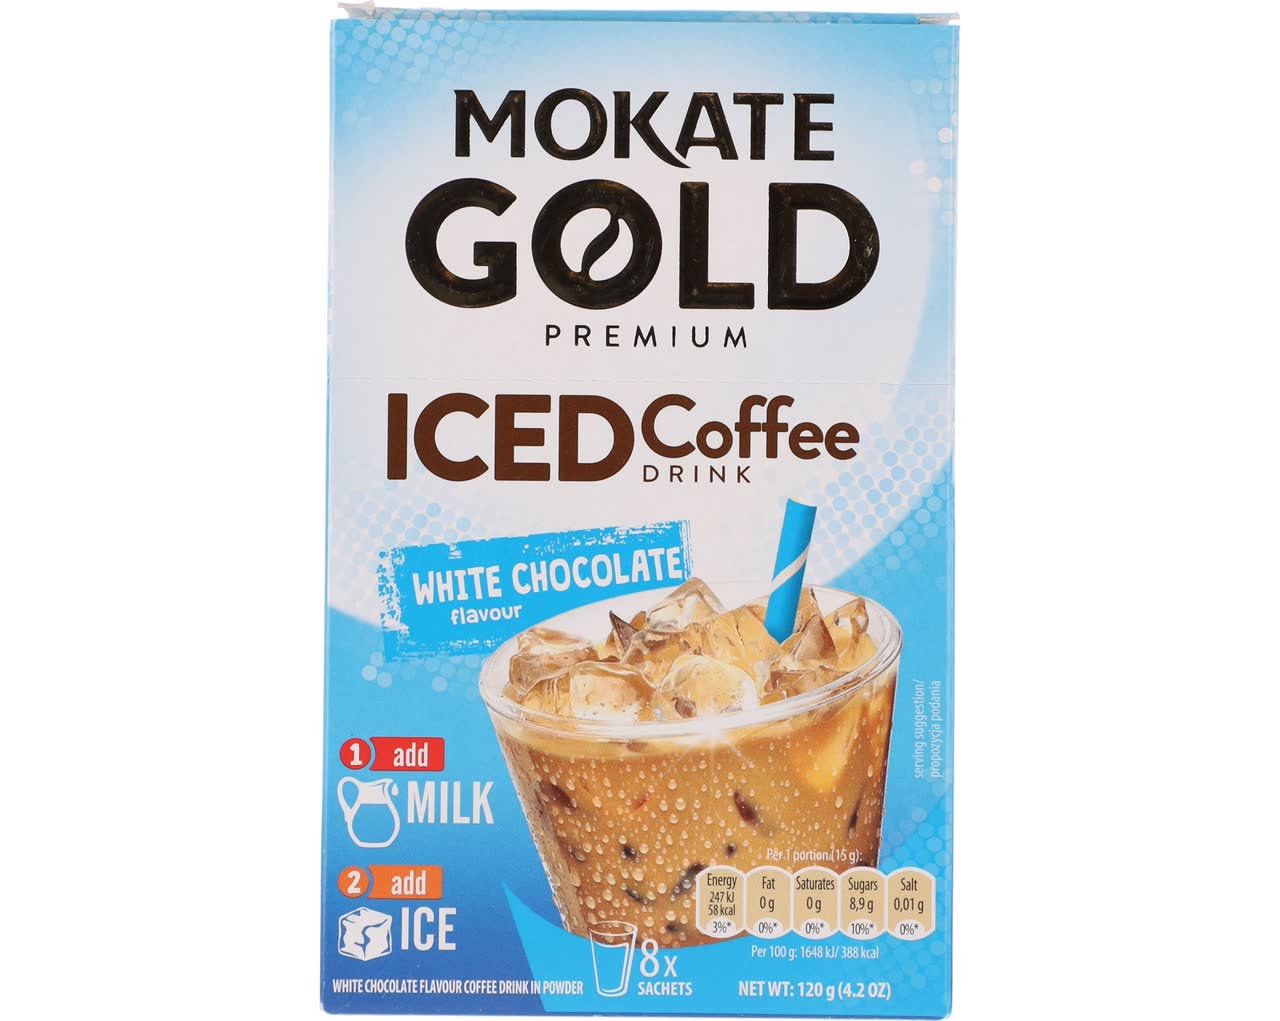 MOKATE
GOLD
PREMIUM
ICED Coffee
DRINK
WHITE CHOCOLATE
flavour
serving suggestion/
propozycja podania
1 add
MILK
2 add
ICE
Per 1 portion (15 g):
Energy Fat Saturates Sugars Salt
247 kJ
58 kcal 0 g 0 g 8,9 g 0,01 g
3%* 0%* 0%* 10%* 0%*
Per 100 g: 1648 kJ/ 388 kcal
8x
SACHETS
WHITE CHOCOLATE FLAVOUR COFFEE DRINK IN POWDER
NET WT: 120 g (4.2 OZ)